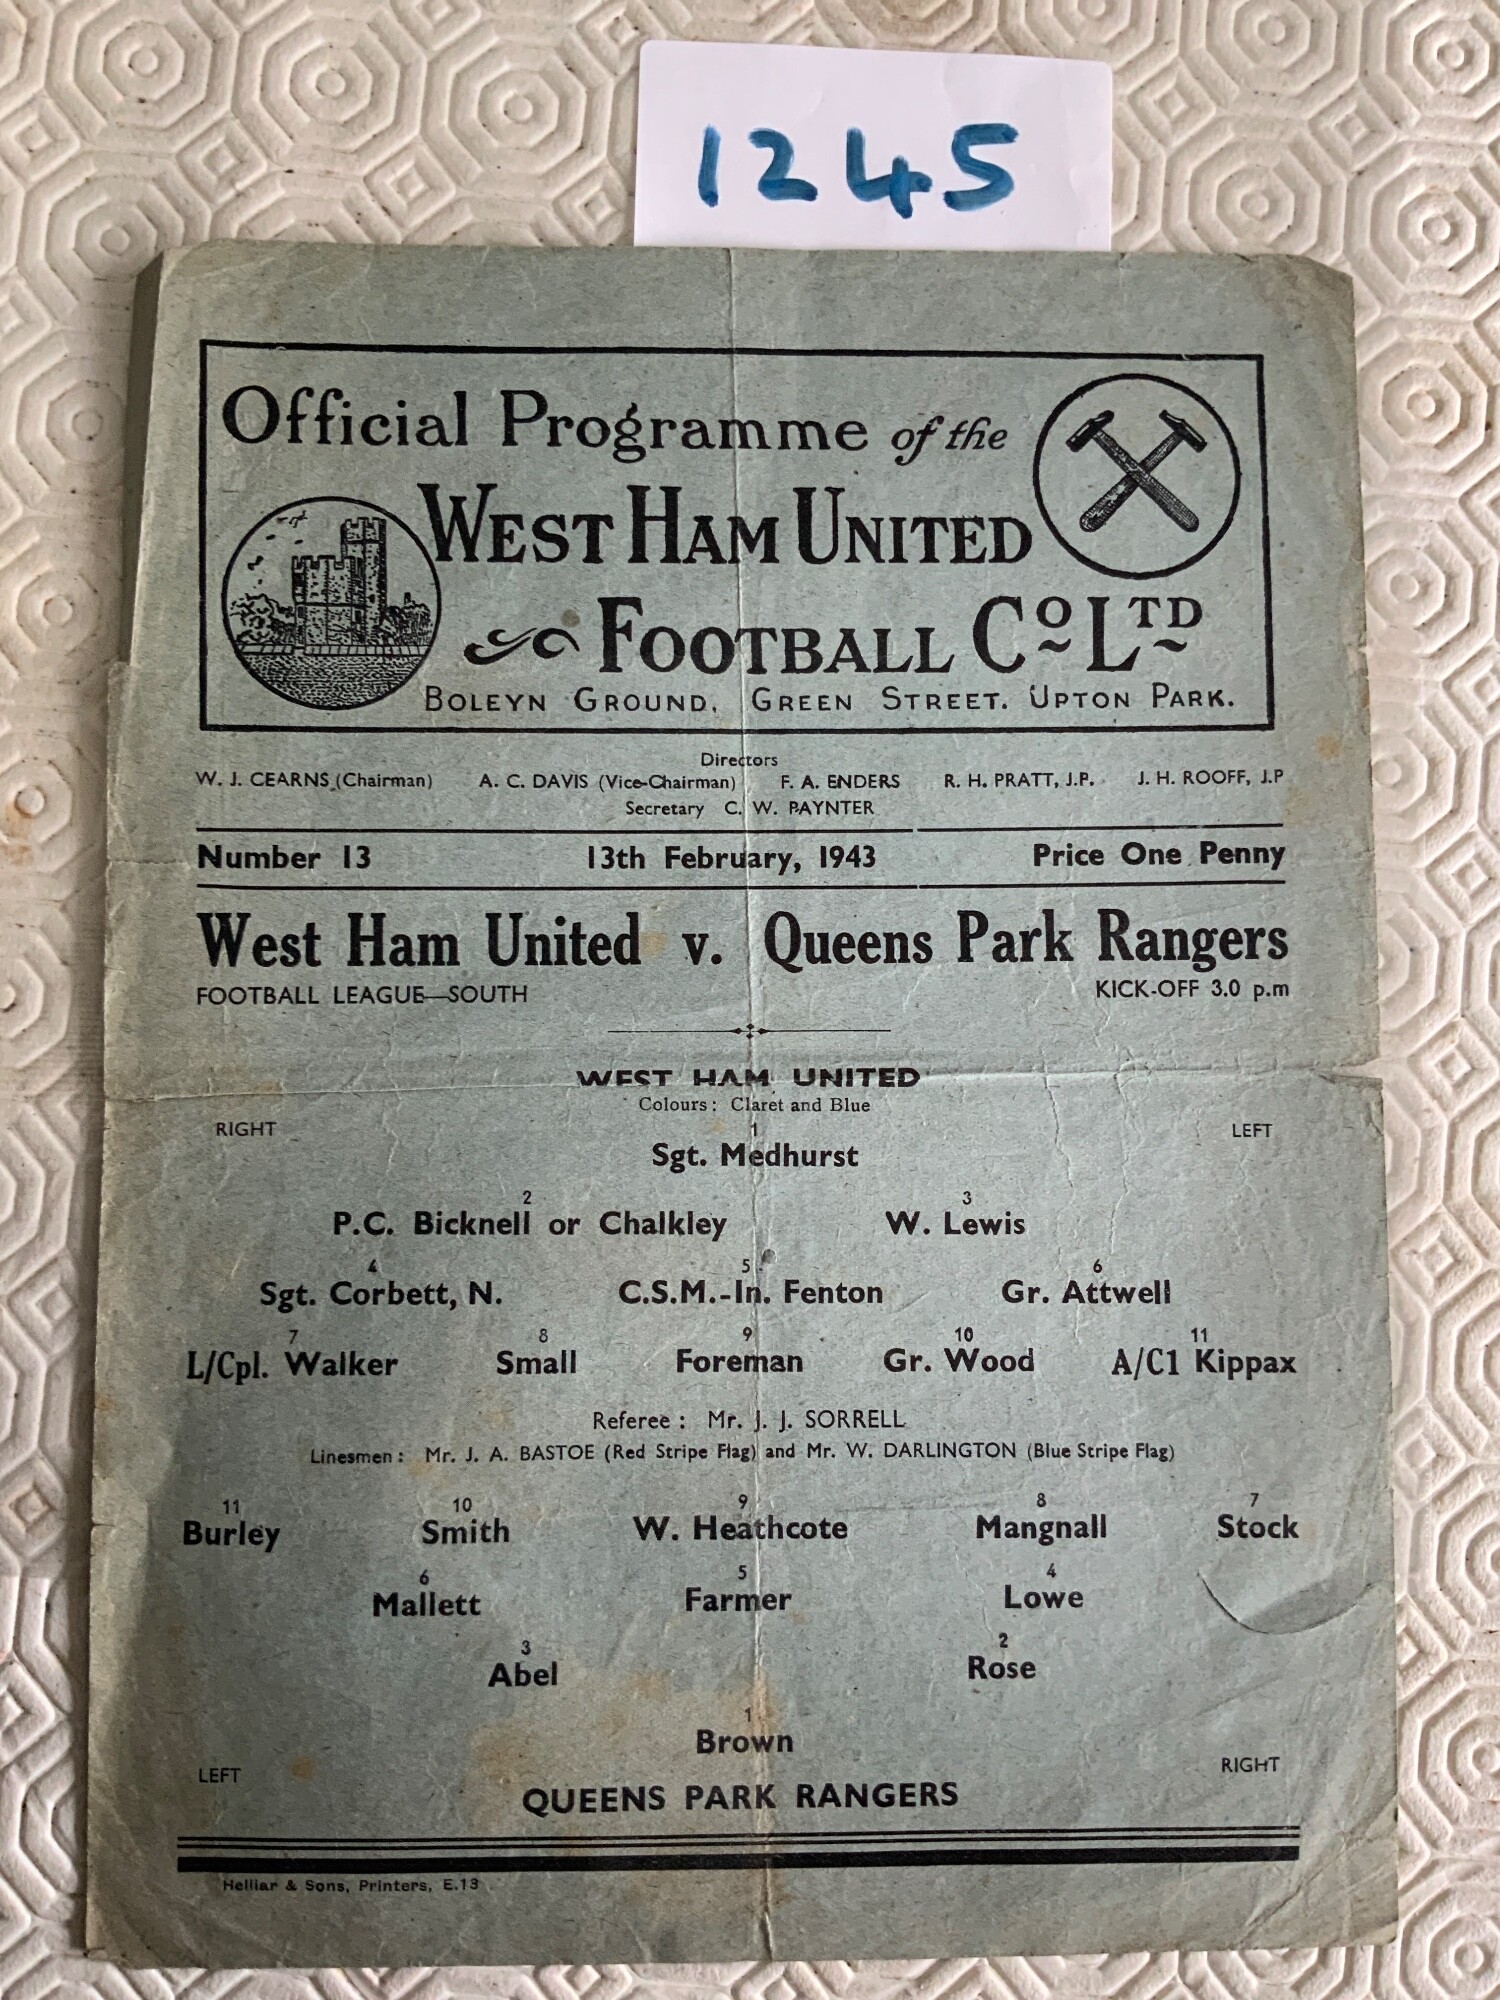 1245
Official Programme of the
WEST HAM UNITED
FOOTBALL CO LTD
BOLEYN GROUND, GREEN STREET. UPTON PARK.
Directors
W. J. CEARNS (Chairman) A. C. DAVIS (Vice-Chairman) F. A. ENDERS R. H. PRATT, J.P. J. H. ROOFF, J.P
Secretary C. W. PAYNTER
Number 13 13th February, 1943 Price One Penny
West Ham United v. Queens Park Rangers
FOOTBALL LEAGUE—SOUTH KICK-OFF 3.0 p.m
WEST HAM UNITED
Colours: Claret and Blue
RIGHT 1 LEFT
Sgt. Medhurst
2 3
P.C. Bicknell or Chalkley W. Lewis
4 5 6
Sgt. Corbett, N. C.S.M.-In. Fenton Gr. Attwell
7 8 9 10 11
L/Cpl. Walker Small Foreman Gr. Wood A/C1 Kippax
Referee: Mr. J. J. SORRELL
Linesmen: Mr. J. A. BASTOE (Red Stripe Flag) and Mr. W. DARLINGTON (Blue Stripe Flag)
11 10 9 8 7
Burley Smith W. Heathcote Mangnall Stock
6 5 4
Mallett Farmer Lowe
3 2
Abel Rose
1
Brown
LEFT RIGHT
QUEENS PARK RANGERS
Helliar & Sons, Printers, E.13